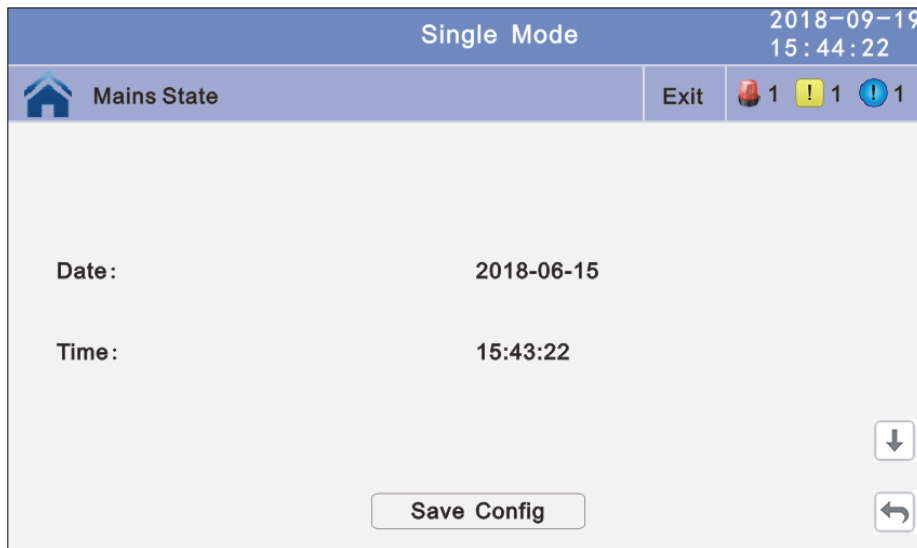 Single Mode
2018-09-19
15:44:22
Mains State
Exit
1
! 1
! 1
Date:
2018-06-15
Time:
15:43:22
Save Config